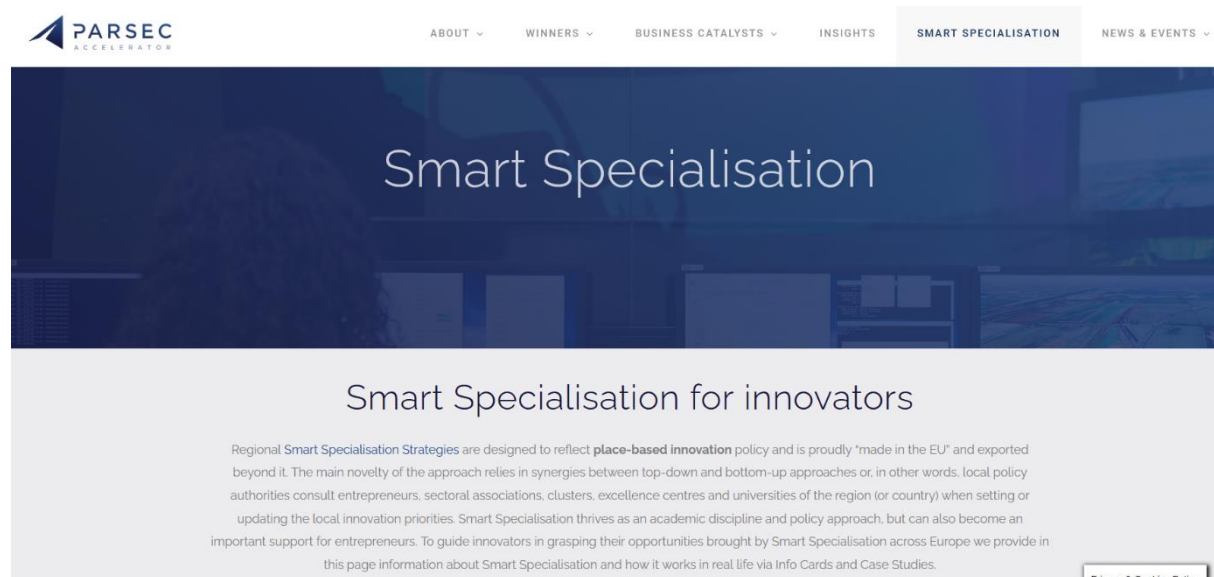 PARSEC
ACCELERATOR
ABOUT WINNERS BUSINESS CATALYSTS INSIGHTS SMART SPECIALISATION NEWS & EVENTS
Smart Specialisation
Smart Specialisation for innovators
Regional Smart Specialisation Strategies are designed to reflect place-based innovation policy and is proudly “made in the EU” and exported
beyond it. The main novelty of the approach relies in synergies between top-down and bottom-up approaches or, in other words, local policy
authorities consult entrepreneurs, sectoral associations, clusters, excellence centres and universities of the region (or country) when setting or
updating the local innovation priorities. Smart Specialisation thrives as an academic discipline and policy approach, but can also become an
important support for entrepreneurs. To guide innovators in grasping their opportunities brought by Smart Specialisation across Europe we provide in
this page information about Smart Specialisation and how it works in real life via Info Cards and Case Studies.